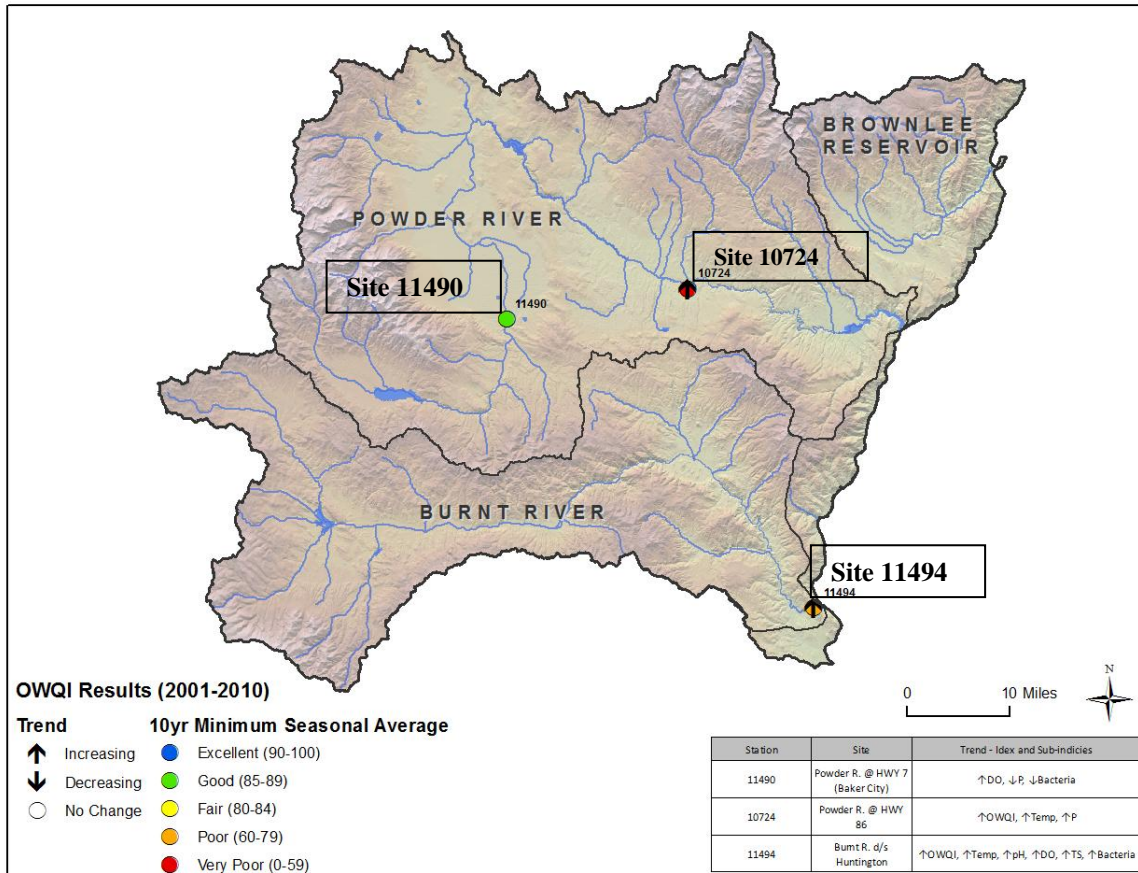 BROWNLEE
RESERVOIR
POWDER RIVER
Site 10724
10724
Site 11490
11490
BURNT RIVER
Site 11494
11494
OWQI Results (2001-2010)
Trend
Increasing
Decreasing
No Change
10yr Minimum Seasonal Average
Excellent (90-100)
Good (85-89)
Fair (80-84)
Poor (60-79)
Very Poor (0-59)
0 10 Miles
N
Station Site Trend - Idex and Sub-indicies
11490 Powder R. @ HWY 7 (Baker City) ↑DO, ↓P, ↓Bacteria
10724 Powder R. @ HWY 86 ↑OWQI, ↑Temp, ↑P
11494 Burnt R. d/s Huntington ↑OWQI, ↑Temp, ↑pH, ↑DO, ↑TS, ↑Bacteria